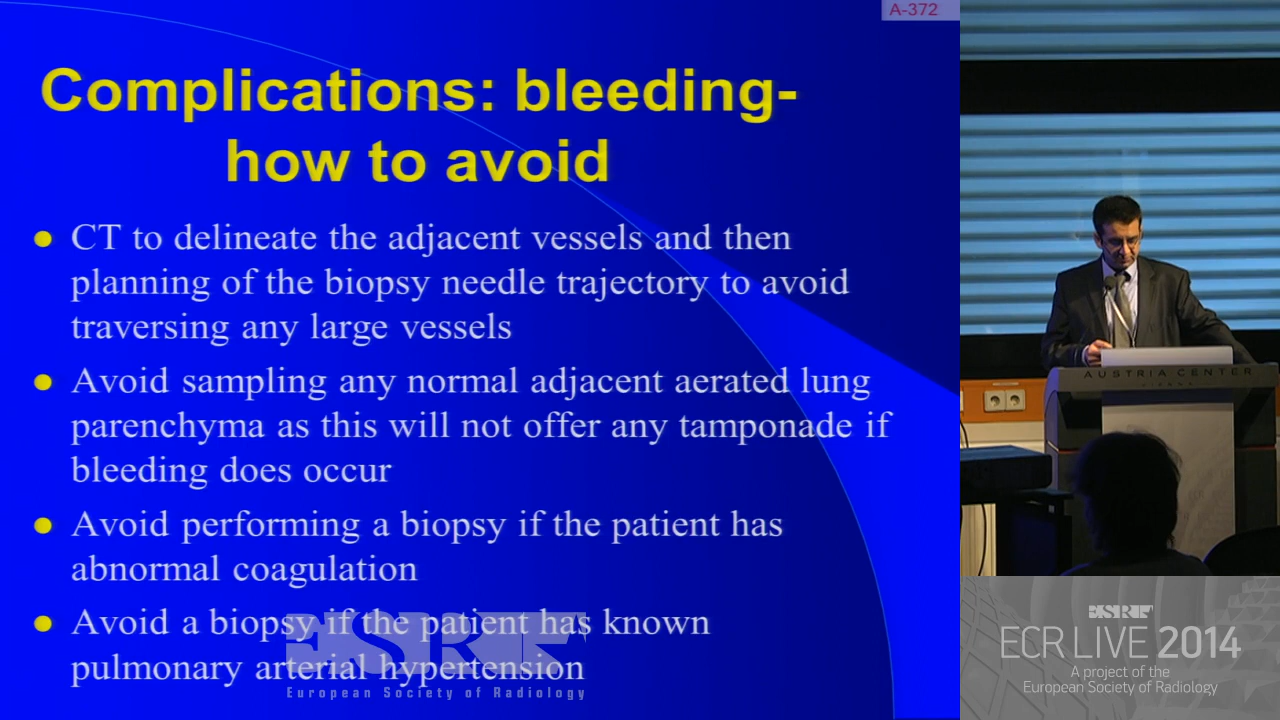 A-372
Complications: bleeding-
how to avoid
CT to delineate the adjacent vessels and then
planning of the biopsy needle trajectory to avoid
traversing any large vessels
Avoid sampling any normal adjacent aerated lung
parenchyma as this will not offer any tamponade if
bleeding does occur
Avoid performing a biopsy if the patient has
abnormal coagulation
Avoid a biopsy if the patient has known
pulmonary arterial hypertension
ESR
European Society of Radiology
AUSTRIA CENTER
VIENNA
ESR
ECR LIVE 2014
A project of the
European Society of Radiology